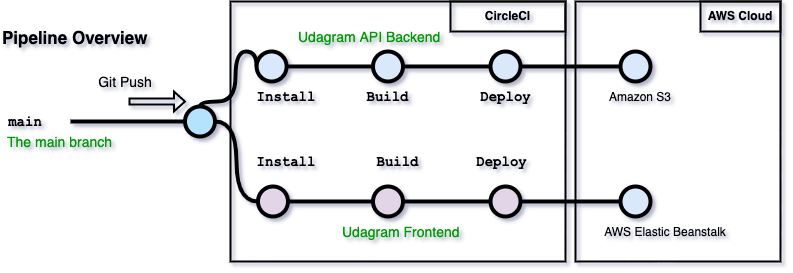 CircleCI
AWS Cloud
Pipeline Overview
Udagram API Backend
Git Push
Install
Build
Deploy
Amazon S3
main
The main branch
Install
Build
Deploy
Udagram Frontend
AWS Elastic Beanstalk